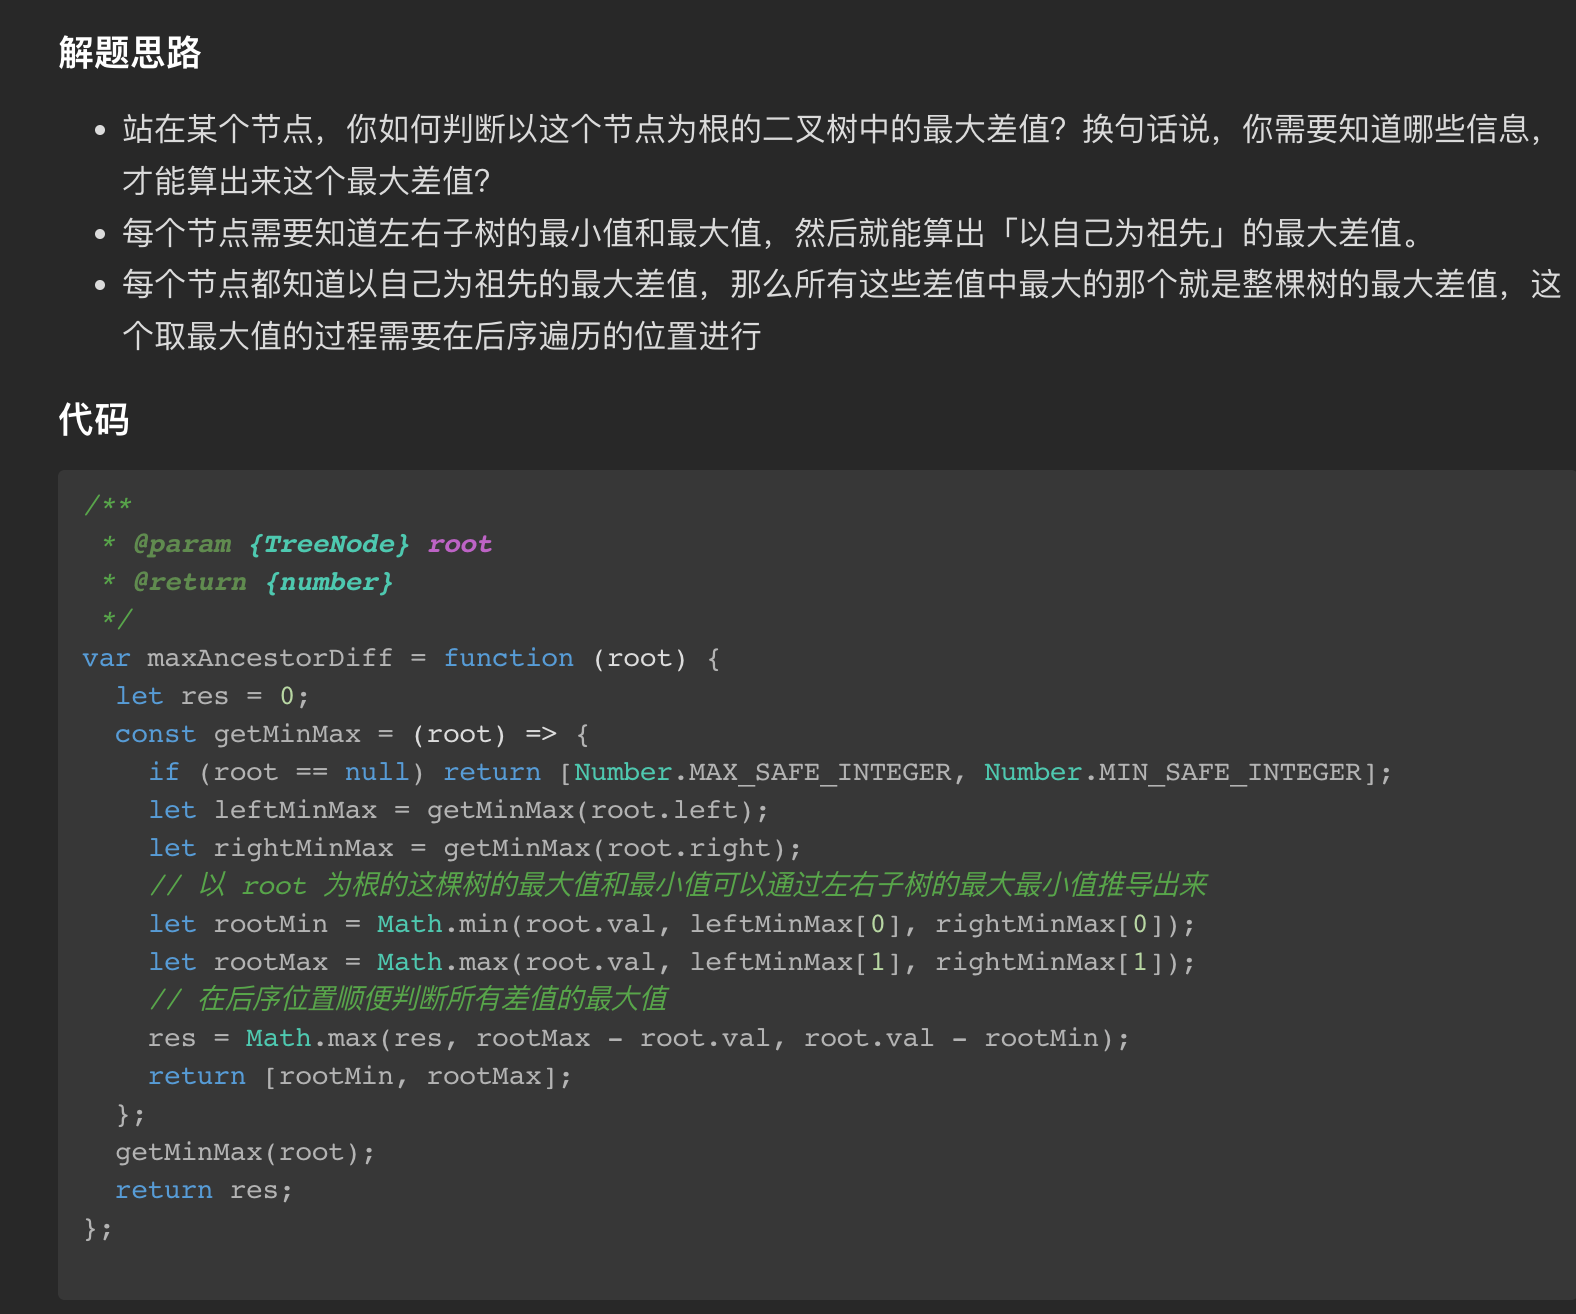 解题思路
• 站在某个节点，你如何判断以这个节点为根的二叉树中的最大差值？换句话说，你需要知道哪些信息，
才能算出来这个最大差值？
• 每个节点需要知道左右子树的最小值和最大值，然后就能算出「以自己为祖先」的最大差值。
• 每个节点都知道以自己为祖先的最大差值，那么所有这些差值中最大的那个就是整棵树的最大差值，这
个取最大值的过程需要在后序遍历的位置进行
代码
/**
 * @param {TreeNode} root
 * @return {number}
 */
var maxAncestorDiff = function (root) {
  let res = 0;
  const getMinMax = (root) => {
    if (root == null) return [Number.MAX_SAFE_INTEGER, Number.MIN_SAFE_INTEGER];
    let leftMinMax = getMinMax(root.left);
    let rightMinMax = getMinMax(root.right);
    // 以 root 为根的这棵树的最大值和最小值可以通过左右子树的最大最小值推导出来
    let rootMin = Math.min(root.val, leftMinMax[0], rightMinMax[0]);
    let rootMax = Math.max(root.val, leftMinMax[1], rightMinMax[1]);
    // 在后序位置顺便判断所有差值的最大值
    res = Math.max(res, rootMax - root.val, root.val - rootMin);
    return [rootMin, rootMax];
  };
  getMinMax(root);
  return res;
};